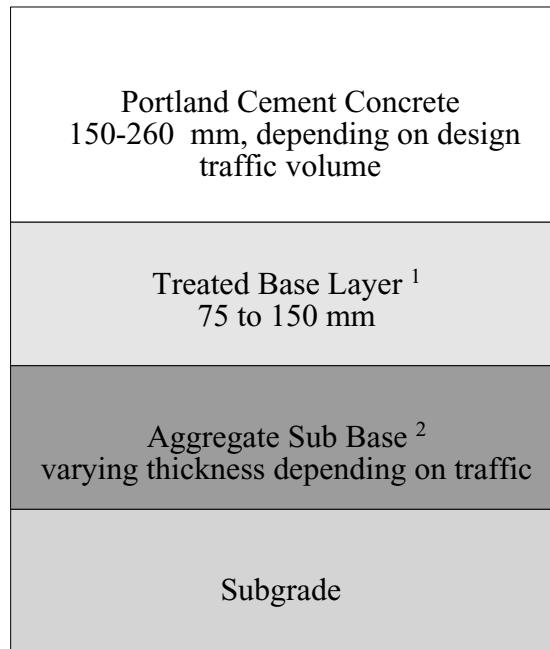 Portland Cement Concrete
150-260 mm, depending on design
traffic volume
Treated Base Layer 1
75 to 150 mm
Aggregate Sub Base 2
varying thickness depending on traffic
Subgrade